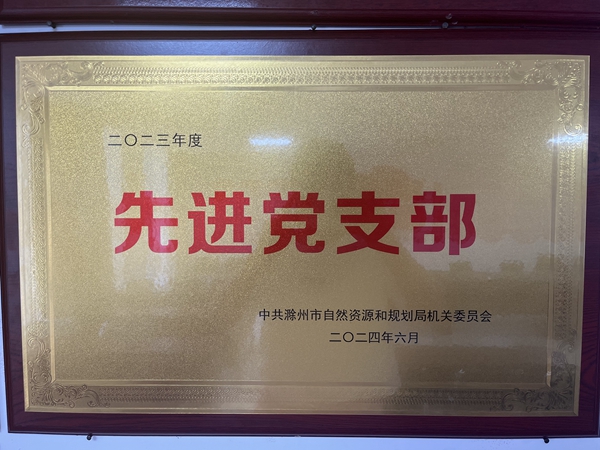 二〇二三年度
先进党支部
中共滁州市自然资源和规划局机关委员会
二〇二四年六月